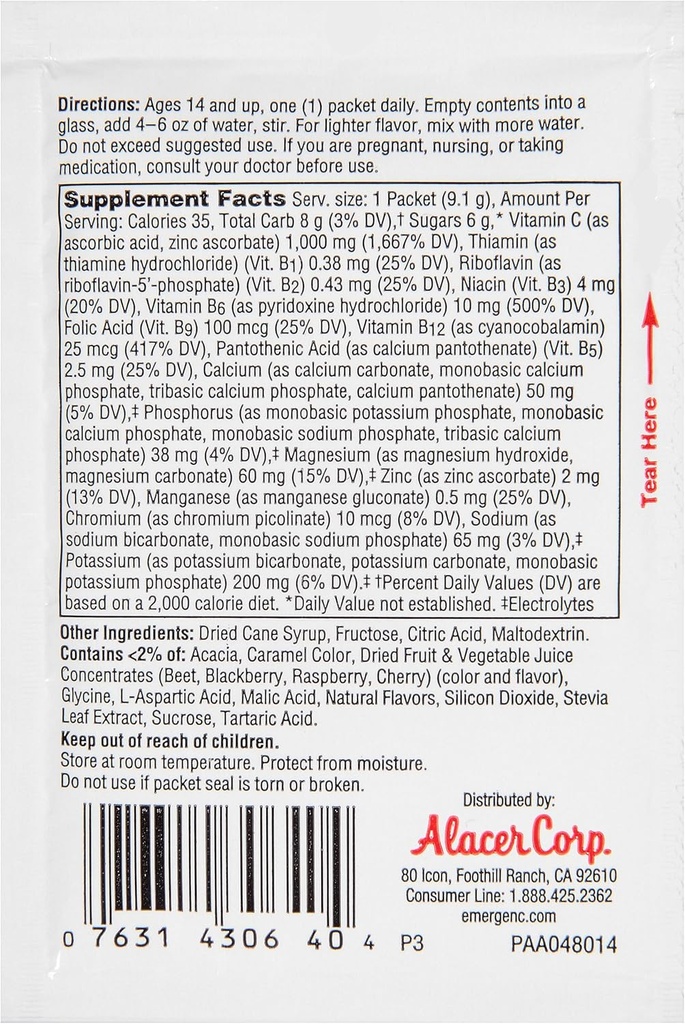 Directions: Ages 14 and up, one (1) packet daily. Empty contents into a
glass, add 4–6 oz of water, stir. For lighter flavor, mix with more water.
Do not exceed suggested use. If you are pregnant, nursing, or taking
medication, consult your doctor before use.
Supplement Facts Serv. size: 1 Packet (9.1 g), Amount Per
Serving: Calories 35, Total Carb 8 g (3% DV),† Sugars 6 g,* Vitamin C (as
ascorbic acid, zinc ascorbate) 1,000 mg (1,667% DV), Thiamin (as
thiamine hydrochloride) (Vit. B1) 0.38 mg (25% DV), Riboflavin (as
riboflavin-5'-phosphate) (Vit. B2) 0.43 mg (25% DV), Niacin (Vit. B3) 4 mg
(20% DV), Vitamin B6 (as pyridoxine hydrochloride) 10 mg (500% DV),
Folic Acid (Vit. B9) 100 mcg (25% DV), Vitamin B12 (as cyanocobalamin)
25 mcg (417% DV), Pantothenic Acid (as calcium pantothenate) (Vit. B5)
2.5 mg (25% DV), Calcium (as calcium carbonate, monobasic calcium
phosphate, tribasic calcium phosphate, calcium pantothenate) 50 mg
(5% DV),‡ Phosphorus (as monobasic potassium phosphate, monobasic
calcium phosphate, monobasic sodium phosphate, tribasic calcium
phosphate) 38 mg (4% DV),‡ Magnesium (as magnesium hydroxide,
magnesium carbonate) 60 mg (15% DV),‡ Zinc (as zinc ascorbate) 2 mg
(13% DV), Manganese (as manganese gluconate) 0.5 mg (25% DV),
Chromium (as chromium picolinate) 10 mcg (8% DV), Sodium (as
sodium bicarbonate, monobasic sodium phosphate) 65 mg (3% DV),‡
Potassium (as potassium bicarbonate, potassium carbonate, monobasic
potassium phosphate) 200 mg (6% DV).‡ †Percent Daily Values (DV) are
based on a 2,000 calorie diet. *Daily Value not established. ‡Electrolytes
Tear Here
Other Ingredients: Dried Cane Syrup, Fructose, Citric Acid, Maltodextrin.
Contains <2% of: Acacia, Caramel Color, Dried Fruit & Vegetable Juice
Concentrates (Beet, Blackberry, Raspberry, Cherry) (color and flavor),
Glycine, L-Aspartic Acid, Malic Acid, Natural Flavors, Silicon Dioxide, Stevia
Leaf Extract, Sucrose, Tartaric Acid.
Keep out of reach of children.
Store at room temperature. Protect from moisture.
Do not use if packet seal is torn or broken.
Distributed by:
Alacer Corp.
80 Icon, Foothill Ranch, CA 92610
Consumer Line: 1.888.425.2362
emergenc.com
0 7631 4306 40 4 P3 PAA048014